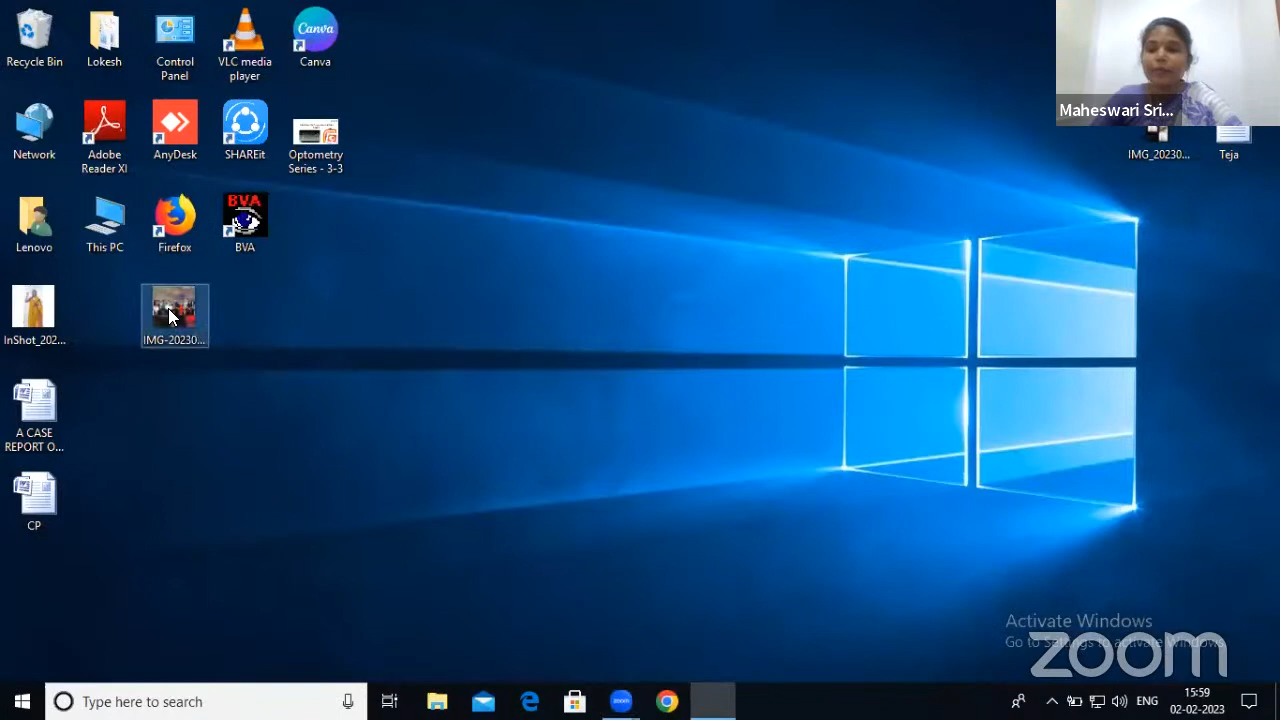 Canva
Recycle Bin
Lokesh
Control
Panel
VLC media
player
Canva
Maheswari Sri...
Network
Adobe
Reader XI
AnyDesk
SHAREit
Optometry
Series - 3-3
IMG_20230...
Teja
BVA
Lenovo
This PC
Firefox
BVA
InShot_202...
IMG-20230...
A CASE
REPORT O...
CP
Activate Windows
Go to Settings to activate Windows.
zoom
Type here to search
zoom
ENG
15:59
02-02-2023